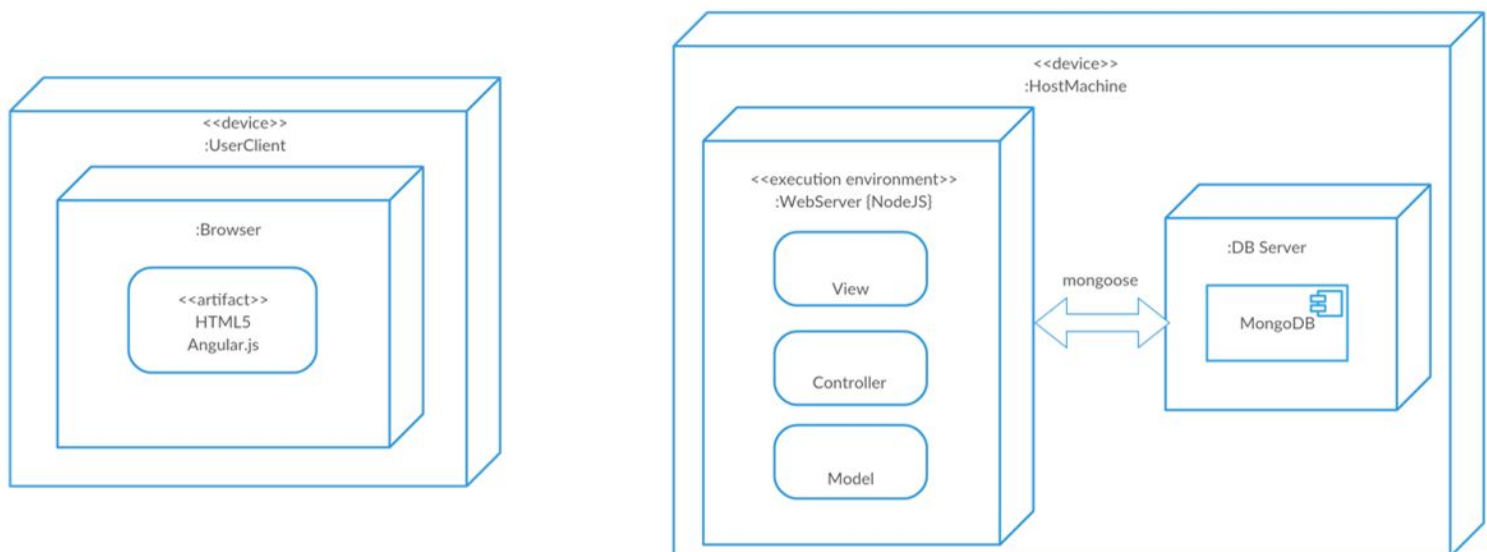 <<device>>
:UserClient
:Browser
<<artifact>>
HTML5
Angular.js
<<device>>
:HostMachine
<<execution environment>>
:WebServer {NodeJS}
View
Controller
Model
mongoose
:DB Server
MongoDB